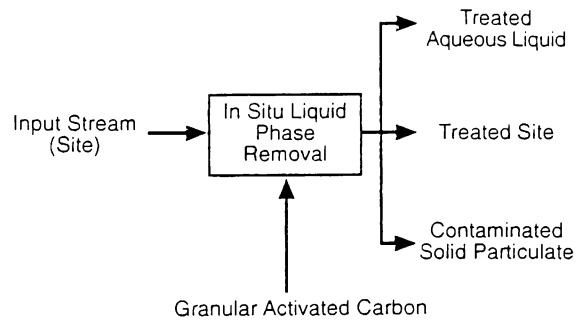 Treated
Aqueous Liquid
Input Stream
(Site)
In Situ Liquid
Phase
Removal
Treated Site
Contaminated
Solid Particulate
Granular Activated Carbon